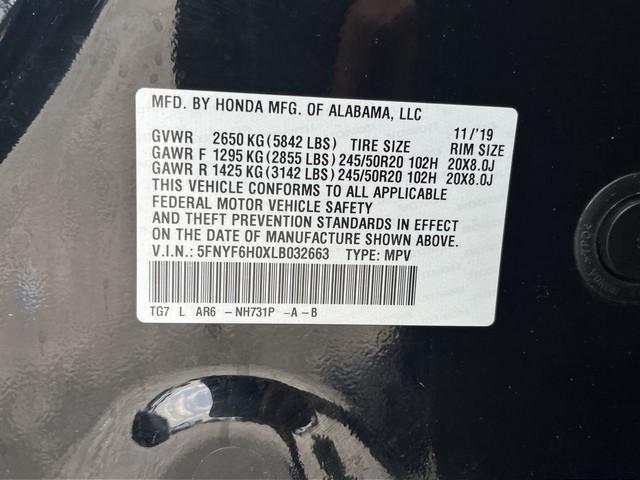 MFD. BY HONDA MFG. OF ALABAMA, LLC
GVWR 2650 KG (5842 LBS) TIRE SIZE 11/'19 RIM SIZE
GAWR F 1295 KG (2855 LBS) 245/50R20 102H 20X8.0J
GAWR R 1425 KG (3142 LBS) 245/50R20 102H 20X8.0J
THIS VEHICLE CONFORMS TO ALL APPLICABLE
FEDERAL MOTOR VEHICLE SAFETY
AND THEFT PREVENTION STANDARDS IN EFFECT
ON THE DATE OF MANUFACTURE SHOWN ABOVE.
V.I.N.: 5FNYF6H0XLB032663 TYPE: MPV
TG7 L AR6 -NH731P -A-B